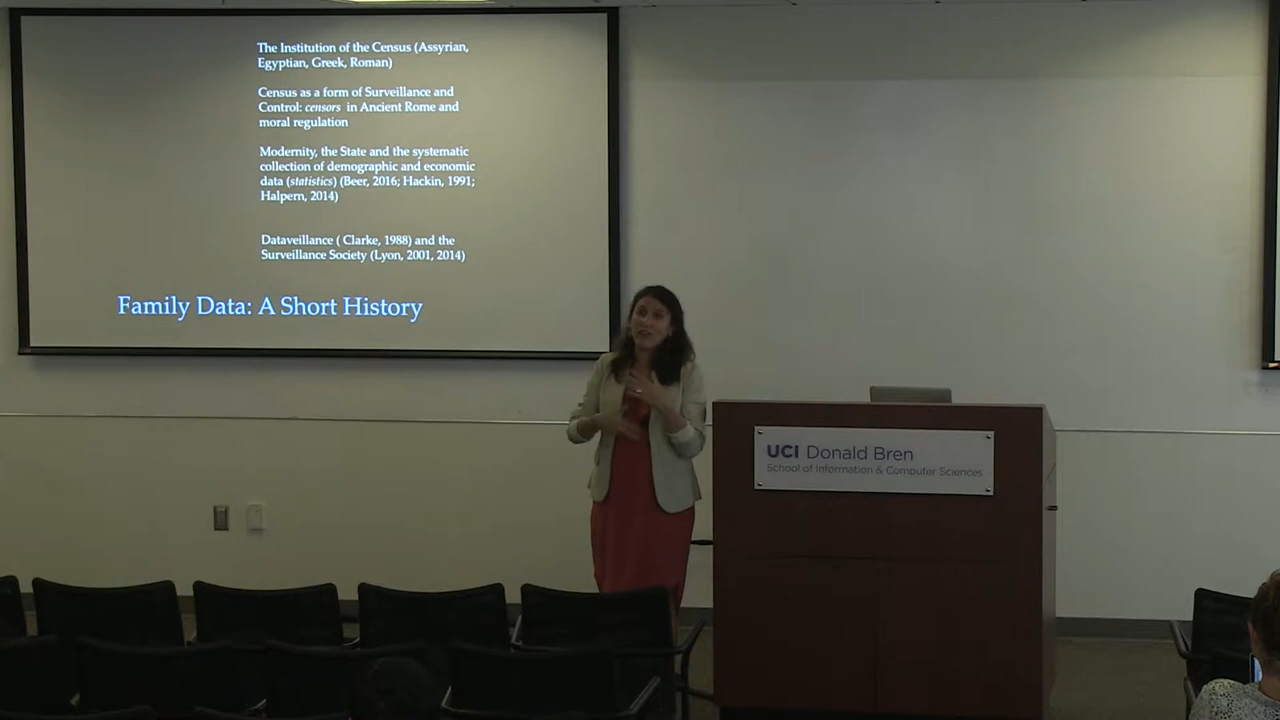 The Institution of the Census (Assyrian,
Egyptian, Greek, Roman)
Census as a form of Surveillance and
Control: censors in Ancient Rome and
moral regulation
Modernity, the State and the systematic
collection of demographic and economic
data (statistics) (Beer, 2016; Hackin, 1991;
Halpern, 2014)
Dataveillance ( Clarke, 1988) and the
Surveillance Society (Lyon, 2001, 2014)
Family Data: A Short History
UCI Donald Bren
School of Information & Computer Sciences